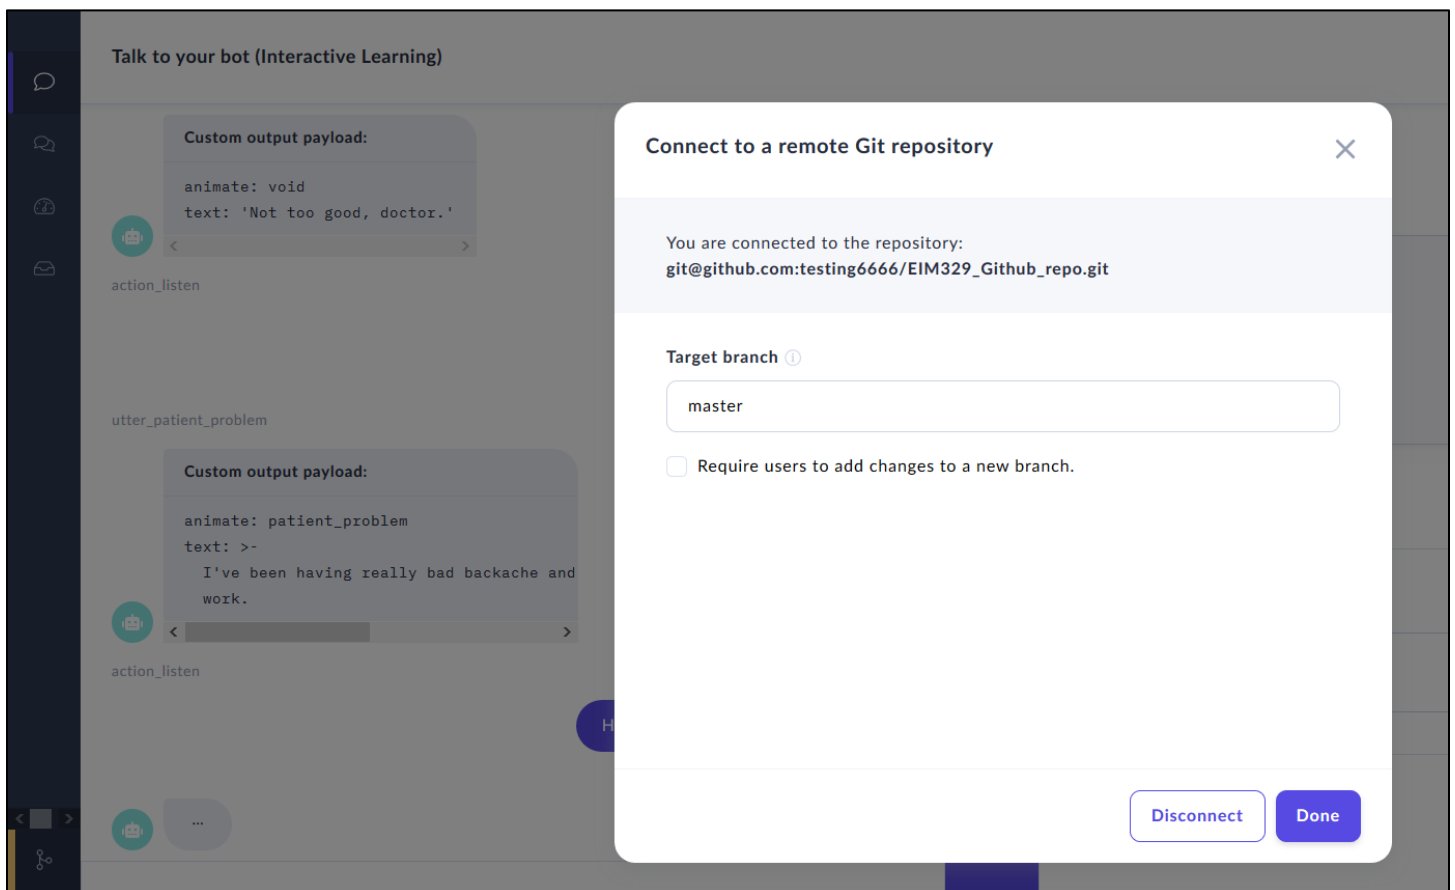 Talk to your bot (Interactive Learning)
Custom output payload:
animate: void
text: 'Not too good, doctor.'
action_listen
utter_patient_problem
Custom output payload:
animate: patient_problem
text: >-
I've been having really bad backache and
work.
action_listen
H
...
Connect to a remote Git repository
You are connected to the repository:
git@github.com:testing6666/EIM329_Github_repo.git
Target branch
master
Require users to add changes to a new branch.
Disconnect
Done